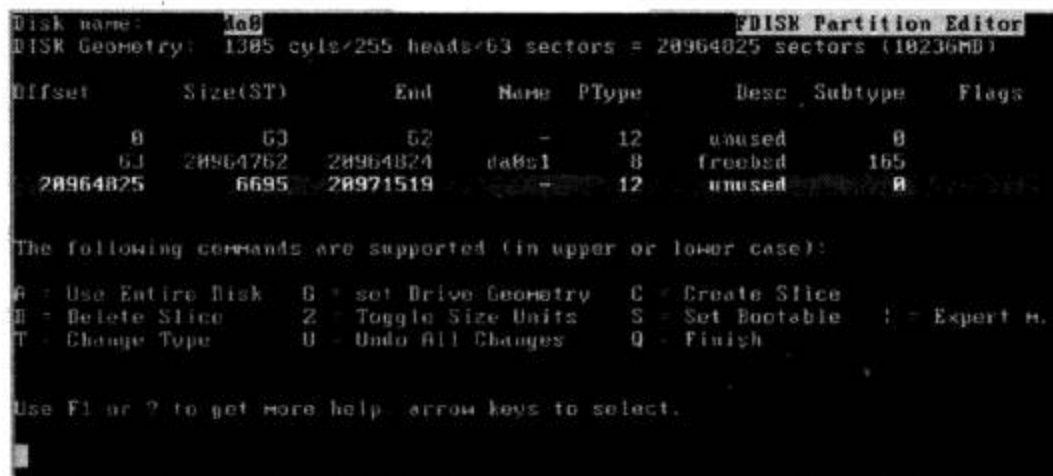 Disk name: da0 FDISK Partition Editor
DISK Geometry: 1305 cyls/255 heads/63 sectors = 20964825 sectors (10236MB)
Offset Size(ST) End Name PType Desc Subtype Flags
0 63 62 - 12 unused 0
63 20964762 20964824 da0s1 8 freebsd 165
20964825 6695 20971519 - 12 unused 0
The following commands are supported (in upper or lower case):
A = Use Entire Disk G = set Drive Geometry C = Create Slice
D = Delete Slice Z = Toggle Size Units S = Set Bootable | = Expert m.
T = Change Type U = Undo All Changes Q = Finish
Use F1 or ? to get more help, arrow keys to select.